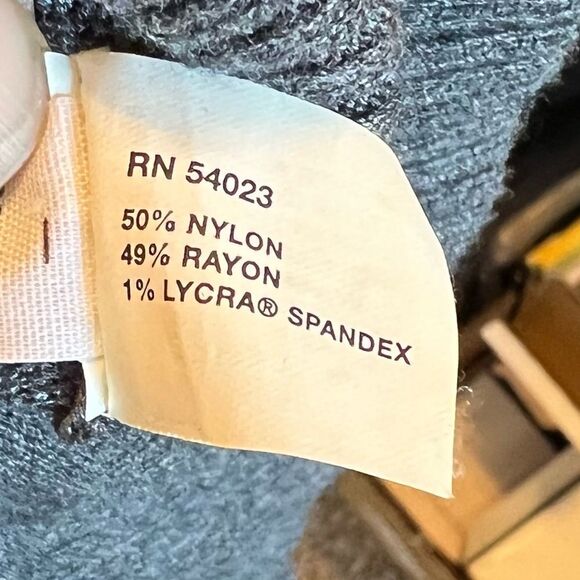 RN 54023
50% NYLON
49% RAYON
1% LYCRA® SPANDEX